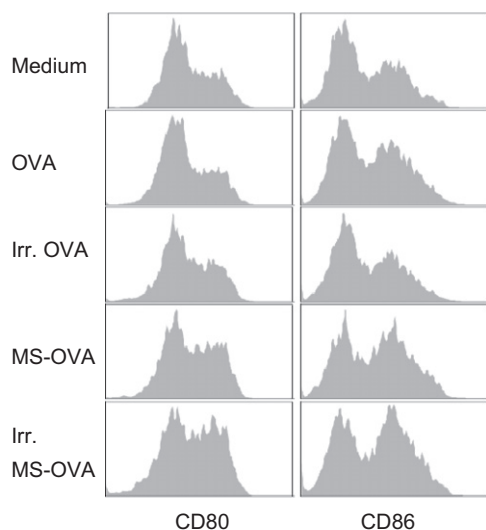 Medium
OVA
Irr. OVA
MS-OVA
Irr.
MS-OVA
CD80 CD86